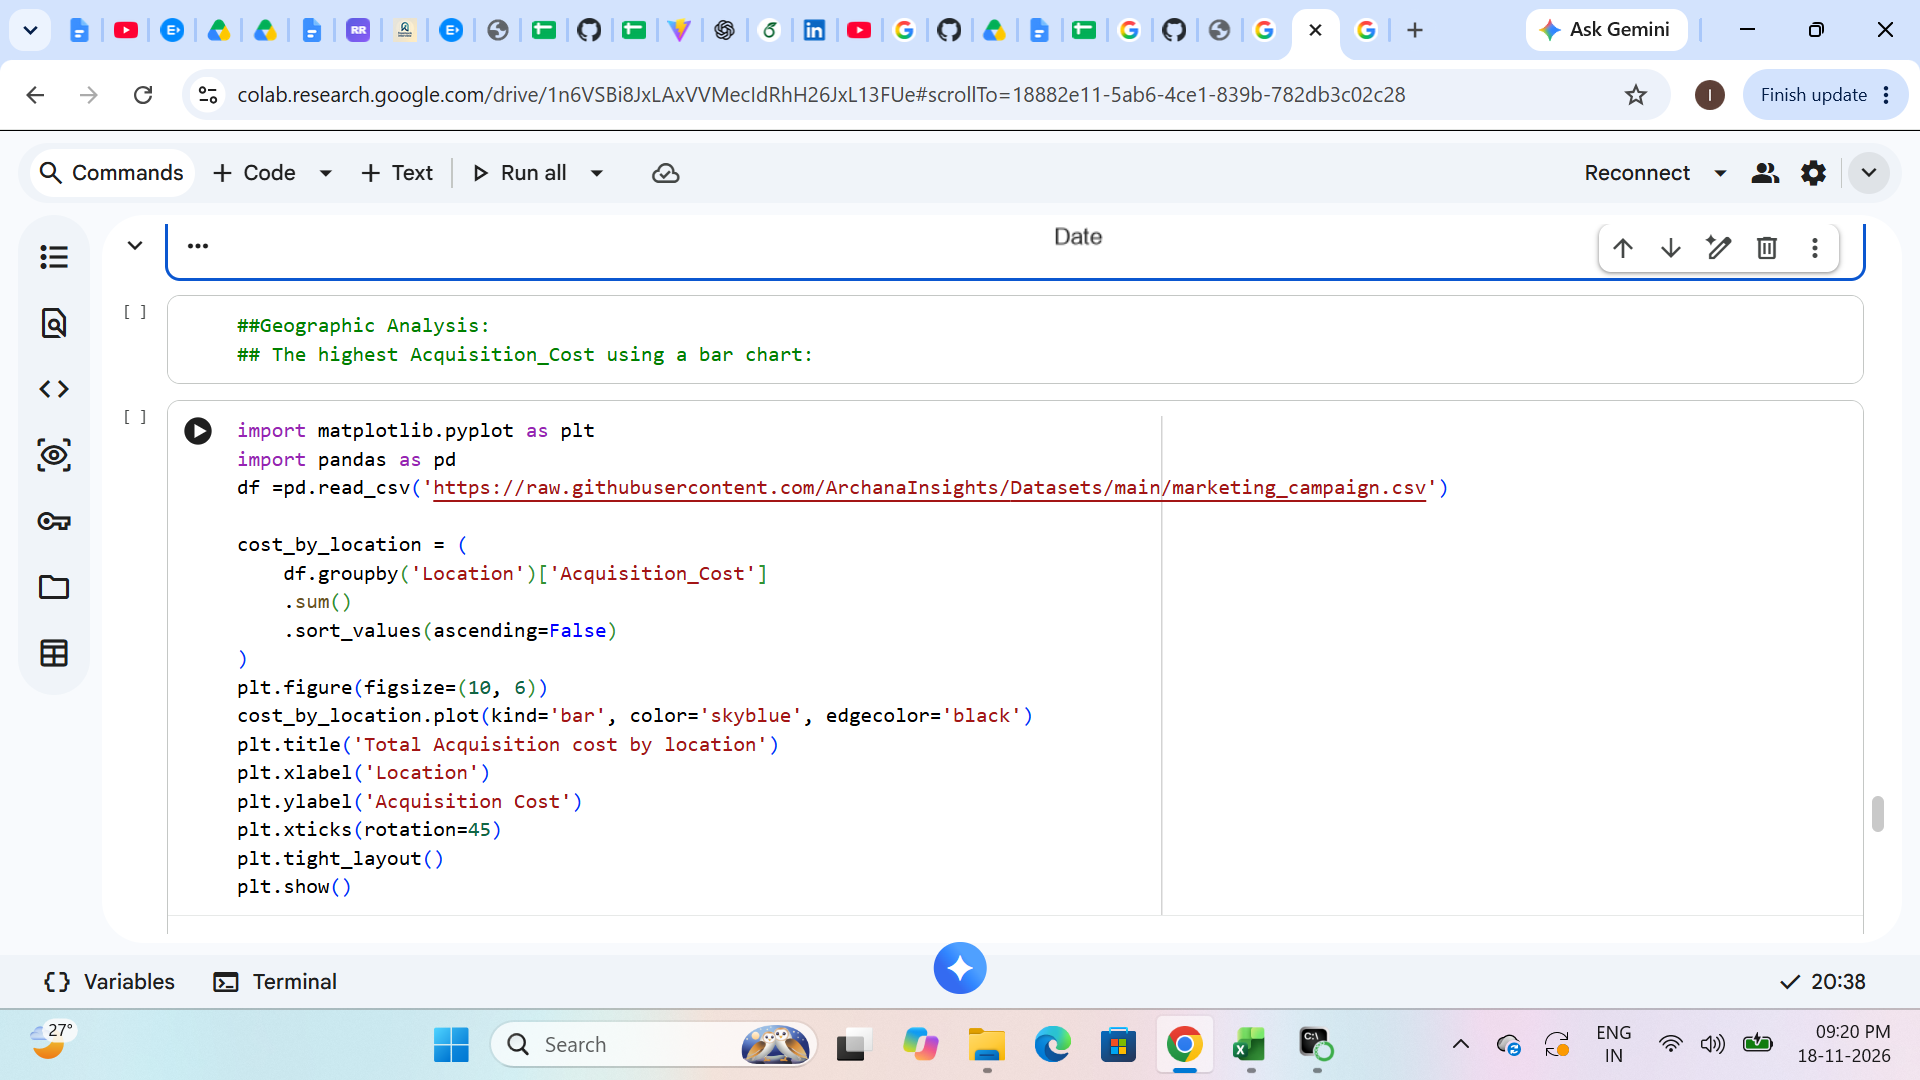 Ask Gemini
colab.research.google.com/drive/1n6VSBi8JxLAxVVMecIdRhH26JxL13FUe#scrollTo=18882e11-5ab6-4ce1-839b-782db3c02c28
I
Finish update
Commands
Code
Text
Run all
Reconnect
Date
[ ]
##Geographic Analysis:
## The highest Acquisition_Cost using a bar chart:
[ ]
import matplotlib.pyplot as plt
import pandas as pd
df =pd.read_csv('https://raw.githubusercontent.com/ArchanaInsights/Datasets/main/marketing_campaign.csv')
cost_by_location = (
    df.groupby('Location')['Acquisition_Cost']
    .sum()
    .sort_values(ascending=False)
)
plt.figure(figsize=(10, 6))
cost_by_location.plot(kind='bar', color='skyblue', edgecolor='black')
plt.title('Total Acquisition cost by location')
plt.xlabel('Location')
plt.ylabel('Acquisition Cost')
plt.xticks(rotation=45)
plt.tight_layout()
plt.show()
Variables
Terminal
20:38
27°
Search
ENG
IN
09:20 PM
18-11-2026